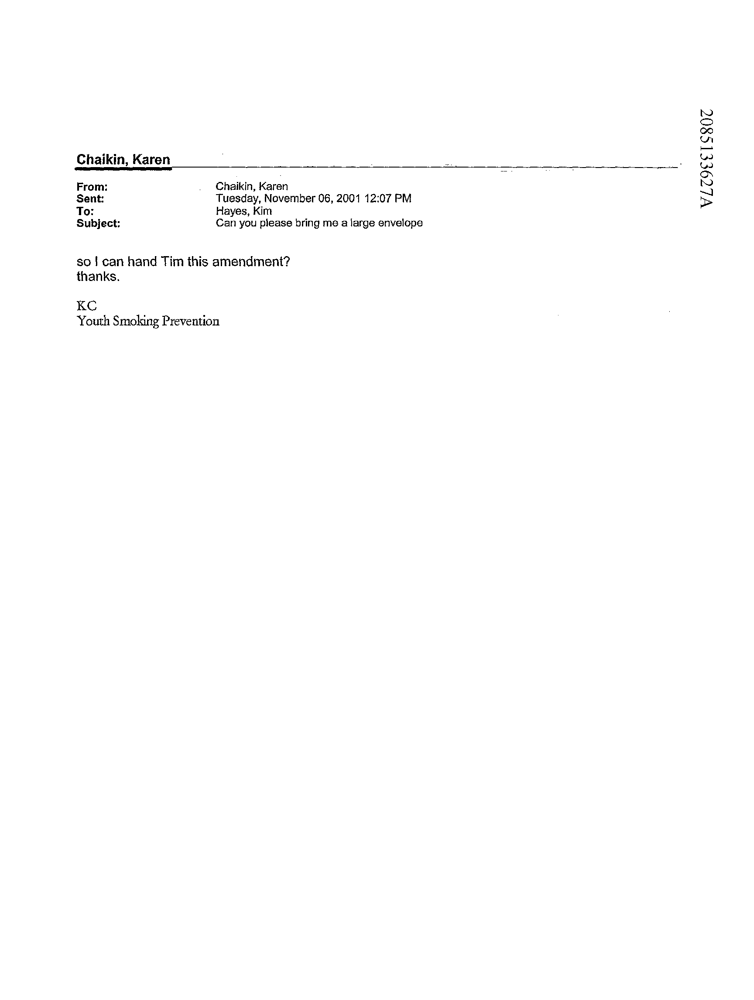 2085133627A
Chaikin, Karen
From: Chaikin, Karen
Sent: Tuesday, November 06, 2001 12:07 PM
To: Hayes, Kim
Subject: Can you please bring me a large envelope
so I can hand Tim this amendment?
thanks.
KC
Youth Smoking Prevention